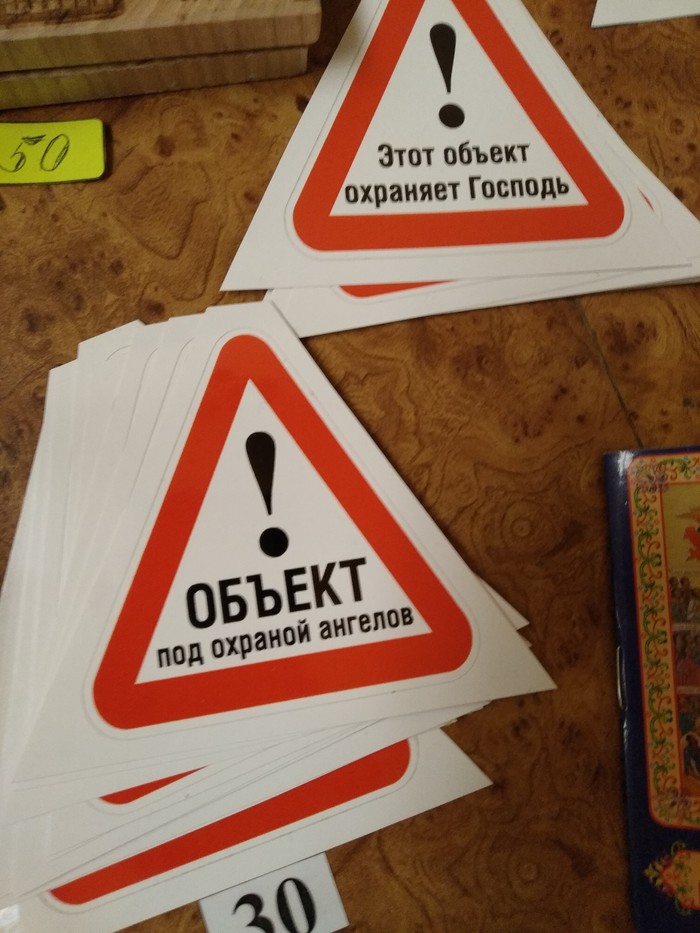 50
!
Этот объект
охраняет Господь
!
ОБЪЕКТ
под охраной ангелов
30